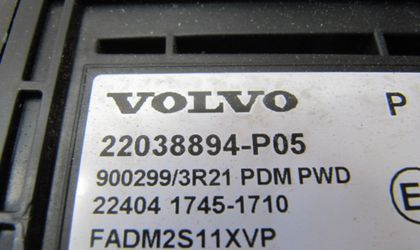 VOLVO P
22038894-P05
900299/3R21 PDM PWD
22404 1745-1710
E
FADM2S11XVP